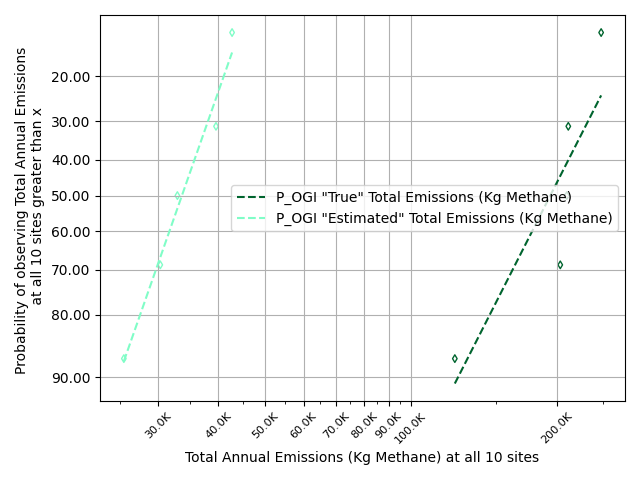 Probability of observing Total Annual Emissions
at all 10 sites greater than x
20.00
30.00
40.00
50.00
60.00
70.00
80.00
90.00
P_OGI "True" Total Emissions (Kg Methane)
P_OGI "Estimated" Total Emissions (Kg Methane)
30.0K
40.0K
50.0K
60.0K
70.0K
80.0K
90.0K
100.0K
200.0K
Total Annual Emissions (Kg Methane) at all 10 sites